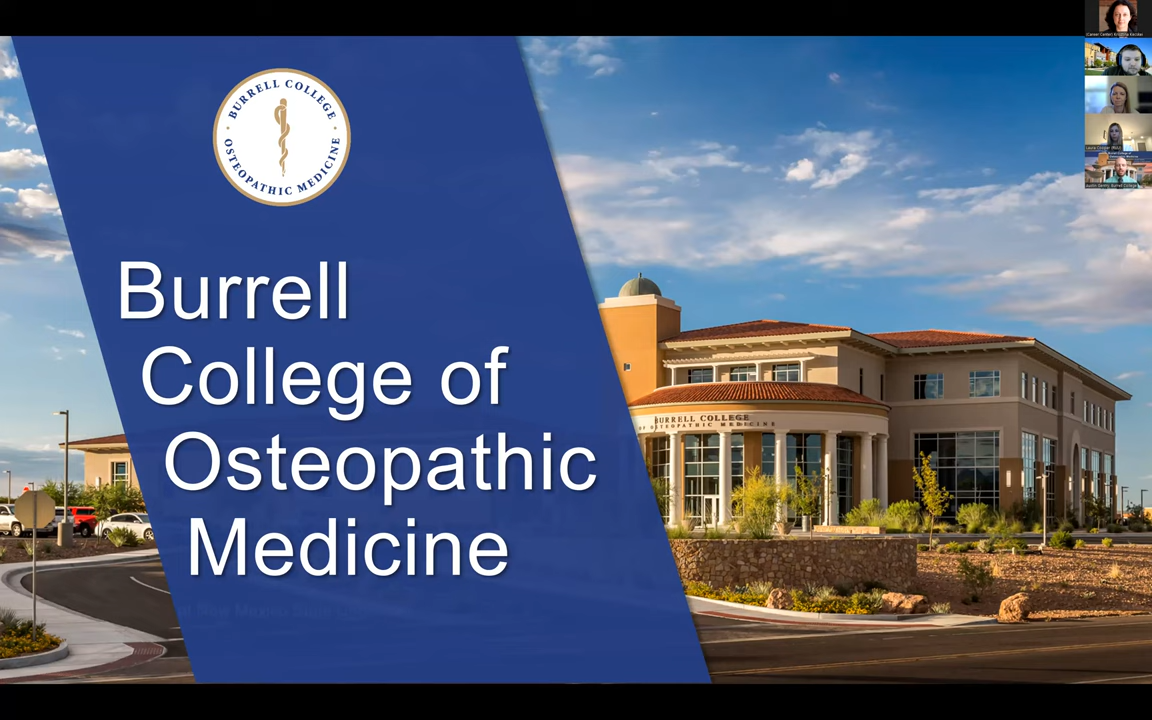 BURRELL COLLEGE
OSTEOPATHIC MEDICINE
Burrell
College of
Osteopathic
Medicine
BURRELL COLLEGE
OF OSTEOPATHIC MEDICINE